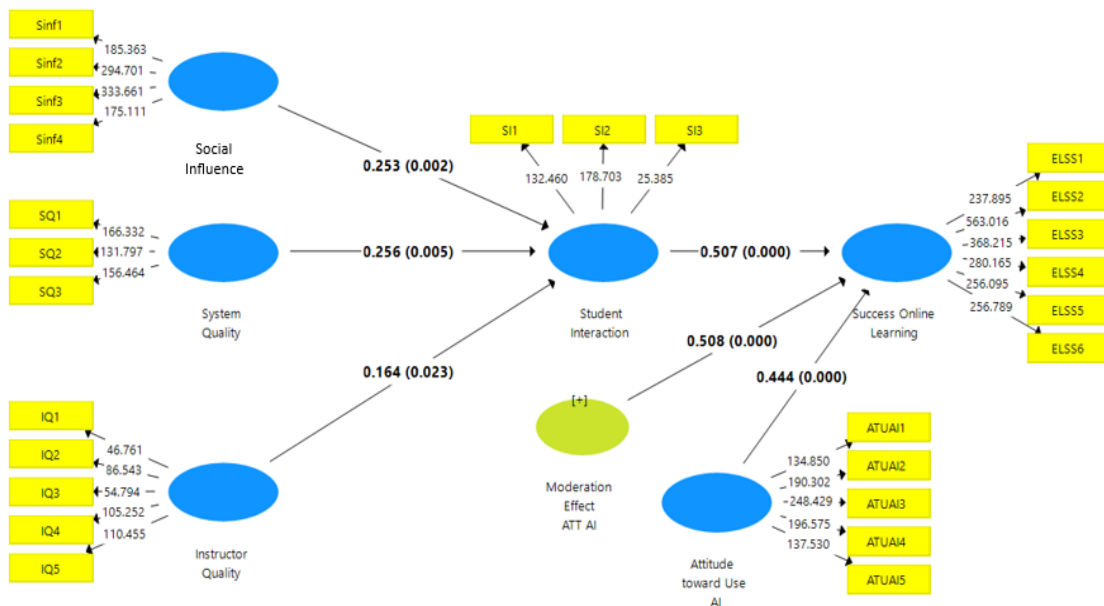 Sinf1
Sinf2
Sinf3
Sinf4
185.363
294.701
333.661
175.111
Social
Influence
0.253 (0.002)
SQ1
SQ2
SQ3
166.332
131.797
156.464
System
Quality
0.256 (0.005)
IQ1
IQ2
IQ3
IQ4
IQ5
46.761
86.543
54.794
105.252
110.455
Instructor
Quality
0.164 (0.023)
SI1
SI2
SI3
132.460
178.703
25.385
Student
Interaction
0.507 (0.000)
0.508 (0.000)
0.444 (0.000)
[+]
Moderation
Effect
ATT AI
Success Online
Learning
237.895
563.016
368.215
280.165
256.095
256.789
ELSS1
ELSS2
ELSS3
ELSS4
ELSS5
ELSS6
Attitude
toward Use
AI
134.850
190.302
248.429
196.575
137.530
ATUAI1
ATUAI2
ATUAI3
ATUAI4
ATUAI5